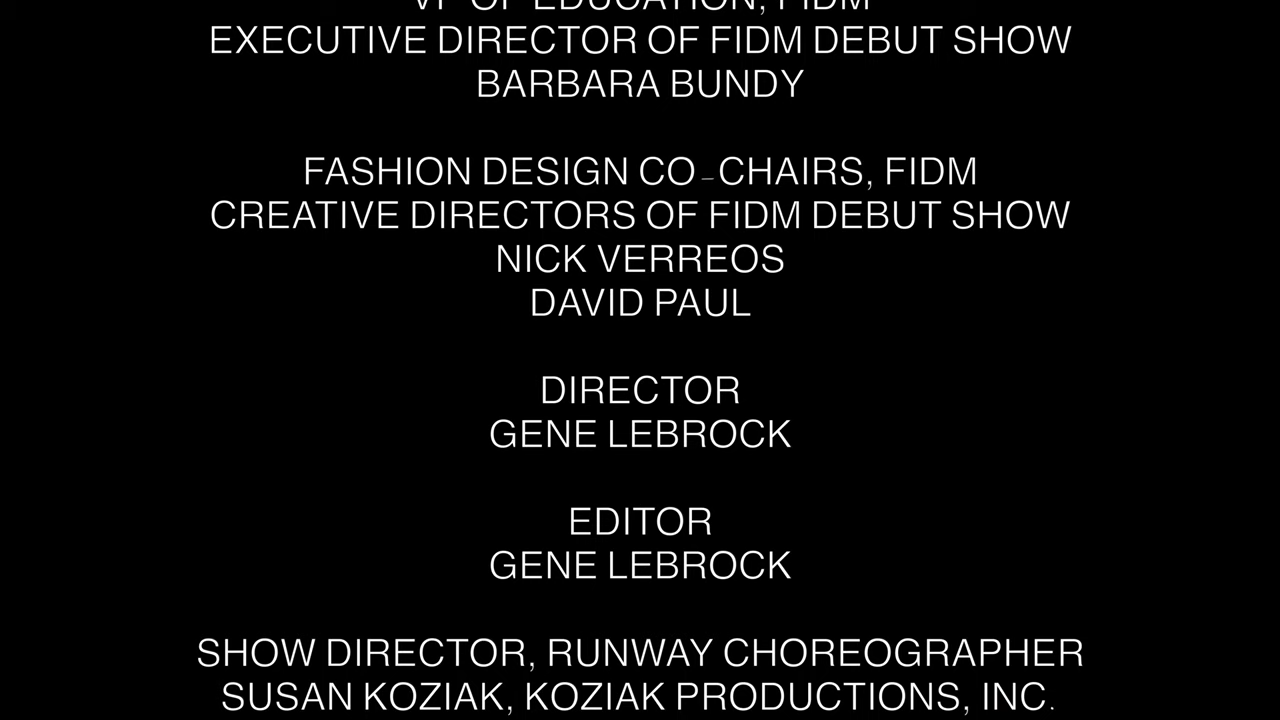 VP OF EDUCATION, FIDM
EXECUTIVE DIRECTOR OF FIDM DEBUT SHOW
BARBARA BUNDY
FASHION DESIGN CO-CHAIRS, FIDM
CREATIVE DIRECTORS OF FIDM DEBUT SHOW
NICK VERREOS
DAVID PAUL
DIRECTOR
GENE LEBROCK
EDITOR
GENE LEBROCK
SHOW DIRECTOR, RUNWAY CHOREOGRAPHER
SUSAN KOZIAK, KOZIAK PRODUCTIONS, INC.